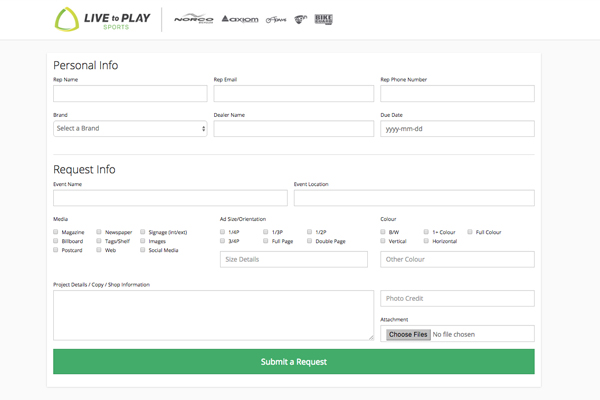 LIVE to PLAY
SPORTS
NORCO
AXIOM
Personal Info
Rep Name
Rep Email
Rep Phone Number
Brand
Dealer Name
Due Date
Select a Brand
yyyy-mm-dd
Request Info
Event Name
Event Location
Media
Ad Size/Orientation
Colour
Magazine Newspaper Signage (int/ext)
1/4P 1/3P 1/2P
B/W 1+ Colour Full Colour
Billboard Tags/Shelf Images
3/4P Full Page Double Page
Vertical Horizontal
Postcard Web Social Media
Size Details
Other Colour
Project Details / Copy / Shop Information
Photo Credit
Attachment
Choose Files No file chosen
Submit a Request